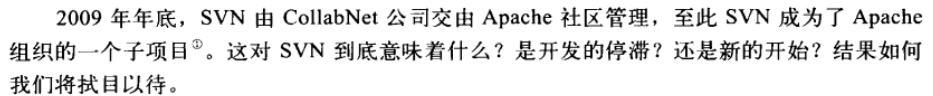 2009 年年底，SVN 由 CollabNet 公司交由 Apache 社区管理，至此 SVN 成为了 Apache
组织的一个子项目①。这对 SVN 到底意味着什么？是开发的停滞？还是新的开始？结果如何
我们将拭目以待。